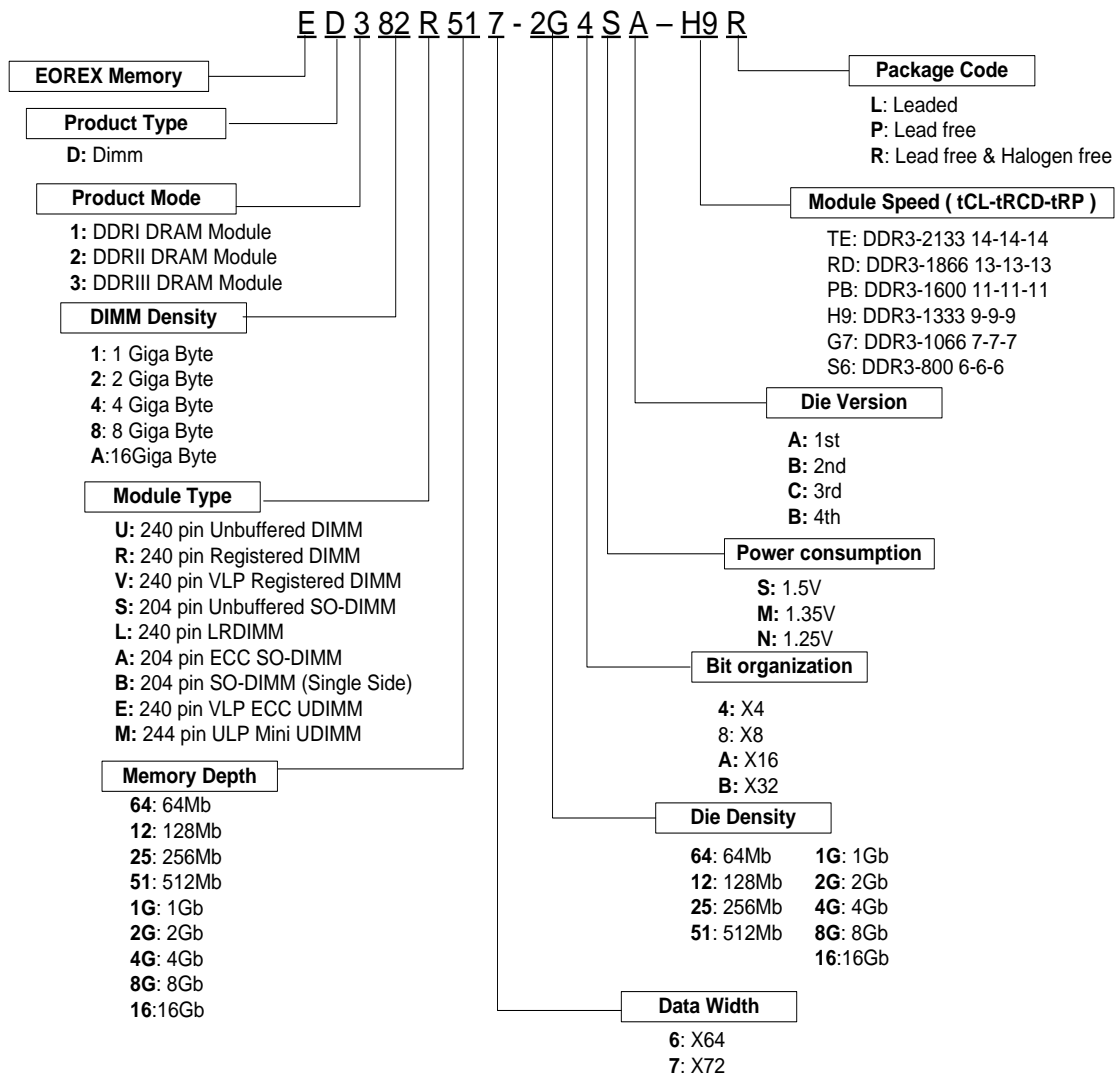 E D 3 82 R 51 7 - 2G 4 S A – H9 R
EOREX Memory
Product Type
D: Dimm
Product Mode
1: DDRI DRAM Module
2: DDRII DRAM Module
3: DDRIII DRAM Module
DIMM Density
1: 1 Giga Byte
2: 2 Giga Byte
4: 4 Giga Byte
8: 8 Giga Byte
A:16Giga Byte
Module Type
U: 240 pin Unbuffered DIMM
R: 240 pin Registered DIMM
V: 240 pin VLP Registered DIMM
S: 204 pin Unbuffered SO-DIMM
L: 240 pin LRDIMM
A: 204 pin ECC SO-DIMM
B: 204 pin SO-DIMM (Single Side)
E: 240 pin VLP ECC UDIMM
M: 244 pin ULP Mini UDIMM
Memory Depth
64: 64Mb
12: 128Mb
25: 256Mb
51: 512Mb
1G: 1Gb
2G: 2Gb
4G: 4Gb
8G: 8Gb
16:16Gb
Package Code
L: Leaded
P: Lead free
R: Lead free & Halogen free
Module Speed ( tCL-tRCD-tRP )
TE: DDR3-2133 14-14-14
RD: DDR3-1866 13-13-13
PB: DDR3-1600 11-11-11
H9: DDR3-1333 9-9-9
G7: DDR3-1066 7-7-7
S6: DDR3-800 6-6-6
Die Version
A: 1st
B: 2nd
C: 3rd
B: 4th
Power consumption
S: 1.5V
M: 1.35V
N: 1.25V
Bit organization
4: X4
8: X8
A: X16
B: X32
Die Density
64: 64Mb 1G: 1Gb
12: 128Mb 2G: 2Gb
25: 256Mb 4G: 4Gb
51: 512Mb 8G: 8Gb
16:16Gb
Data Width
6: X64
7: X72